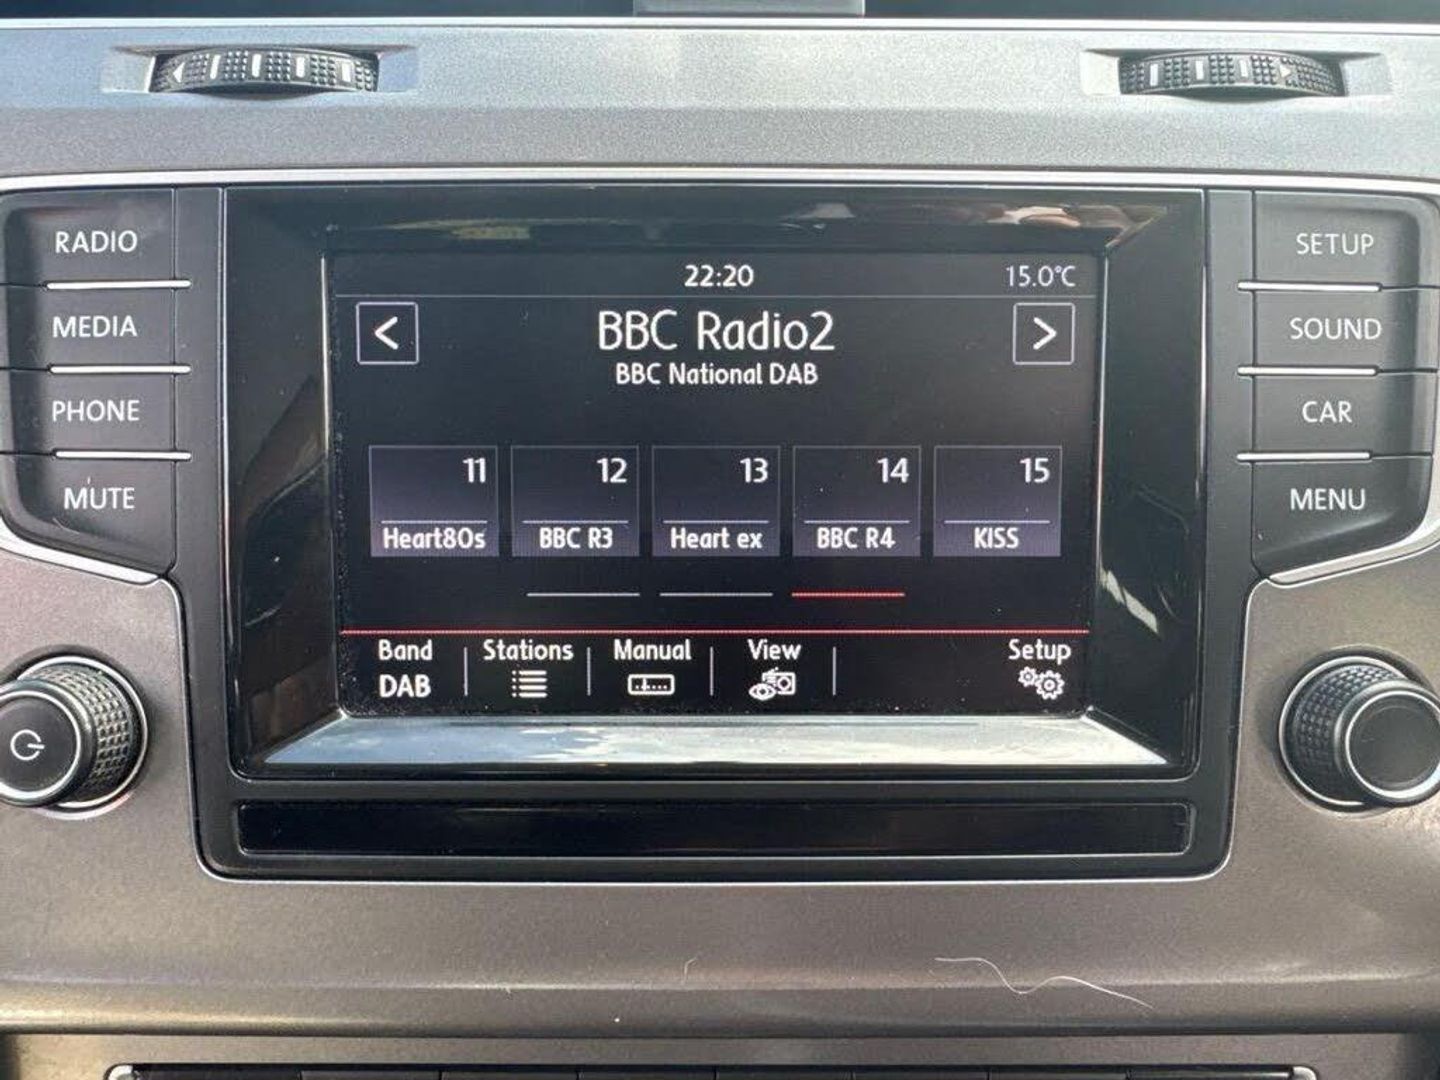 RADIO
MEDIA
PHONE
MUTE
22:20 15.0°C
< BBC Radio2 >
BBC National DAB
11 12 13 14 15
Heart80s BBC R3 Heart ex BBC R4 KISS
Band Stations Manual View Setup
DAB
SETUP
SOUND
CAR
MENU